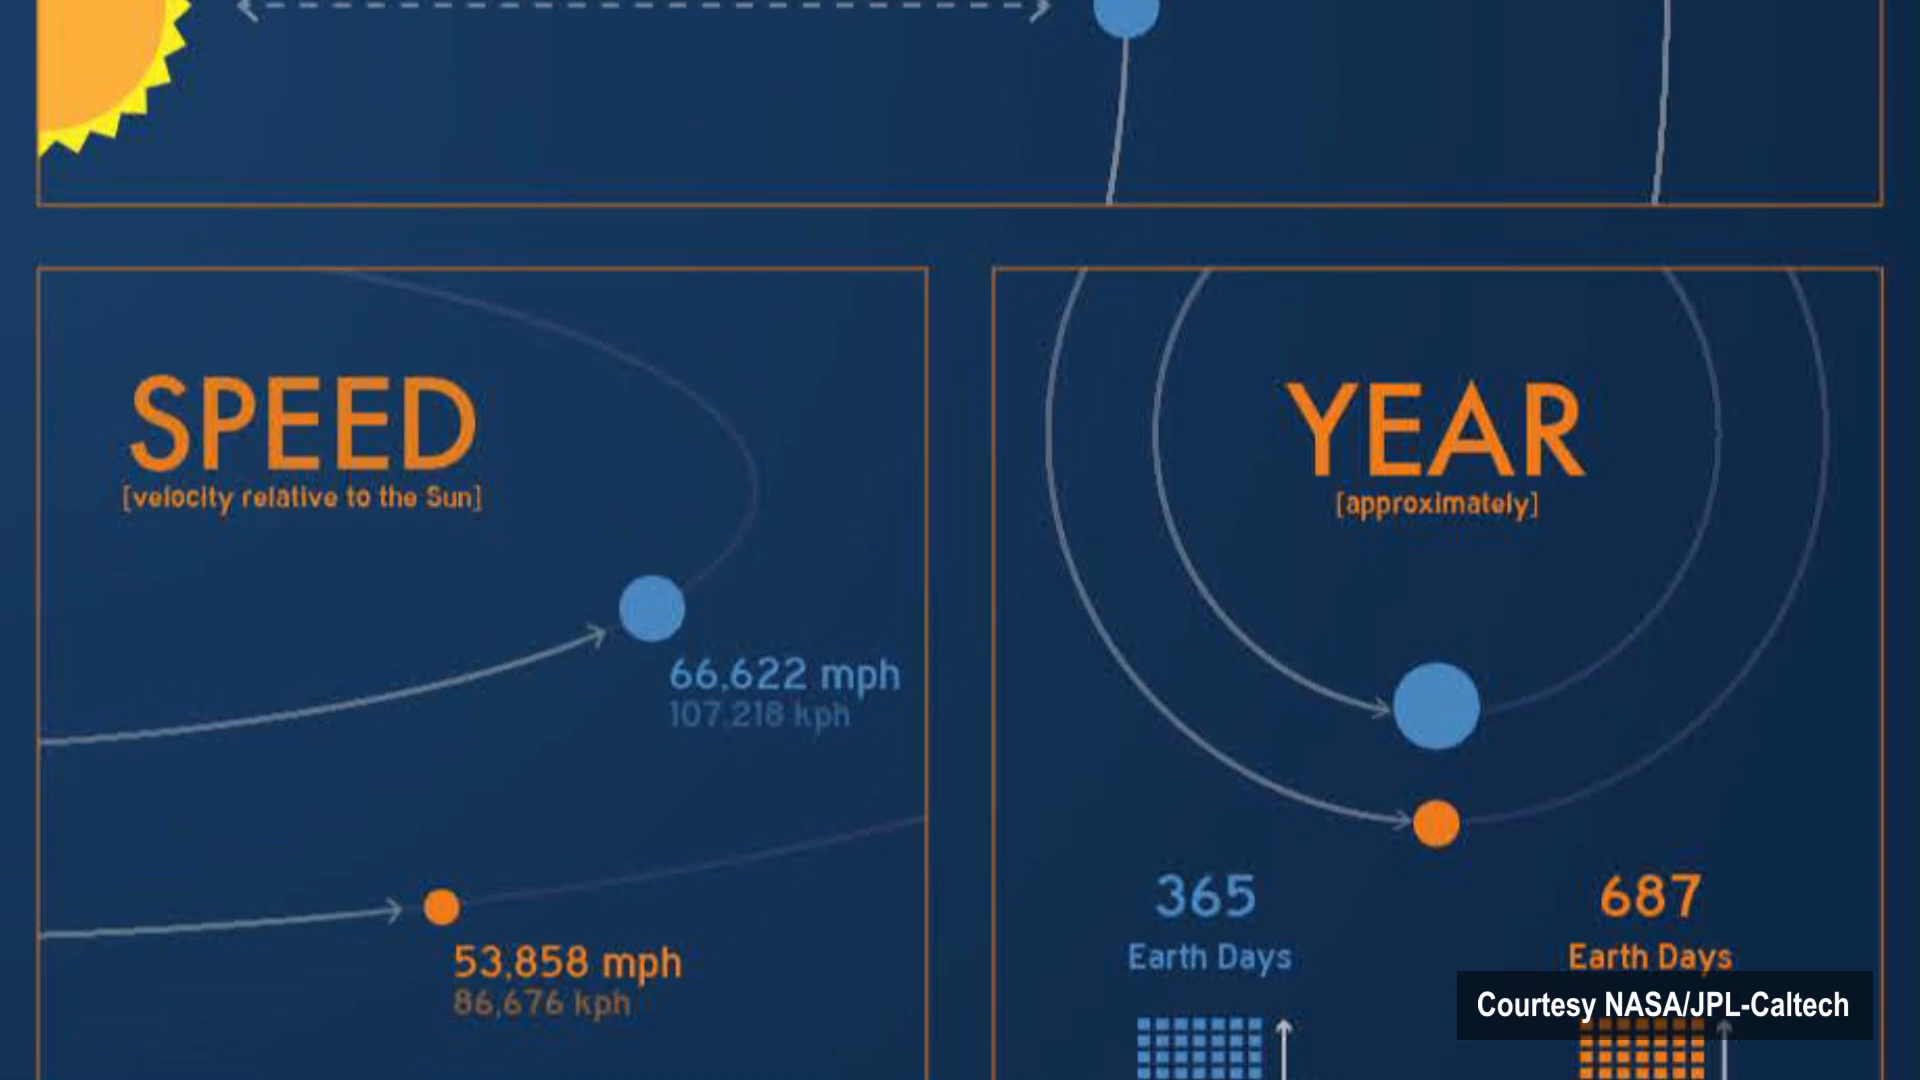 SPEED
[velocity relative to the Sun]
66,622 mph
107,218 kph
53,858 mph
86,676 kph
YEAR
[approximately]
365
Earth Days
687
Earth Days
Courtesy NASA/JPL-Caltech